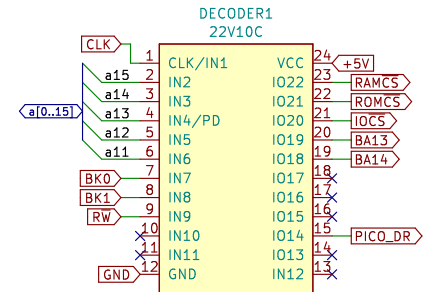 DECODER1
22V10C
CLK 1 CLK/IN1 VCC 24 +5V
a15 2 IN2 IO22 23 RAMCS
a14 3 IN3 IO22 22 ROMCS
a[0..15] a13 4 IN4/PD IO21 21 IOCS
a12 5 IN5 IO19 20 BA13
a11 6 IN6 IO18 19 BA14
BK0 7 IN7 IO17 18
BK1 8 IN8 IO16 17
RW 9 IN9 IO15 16
10 IN10 IO14 15 PICO_DR
11 IN11 IO13 14
GND 12 GND IN12 13